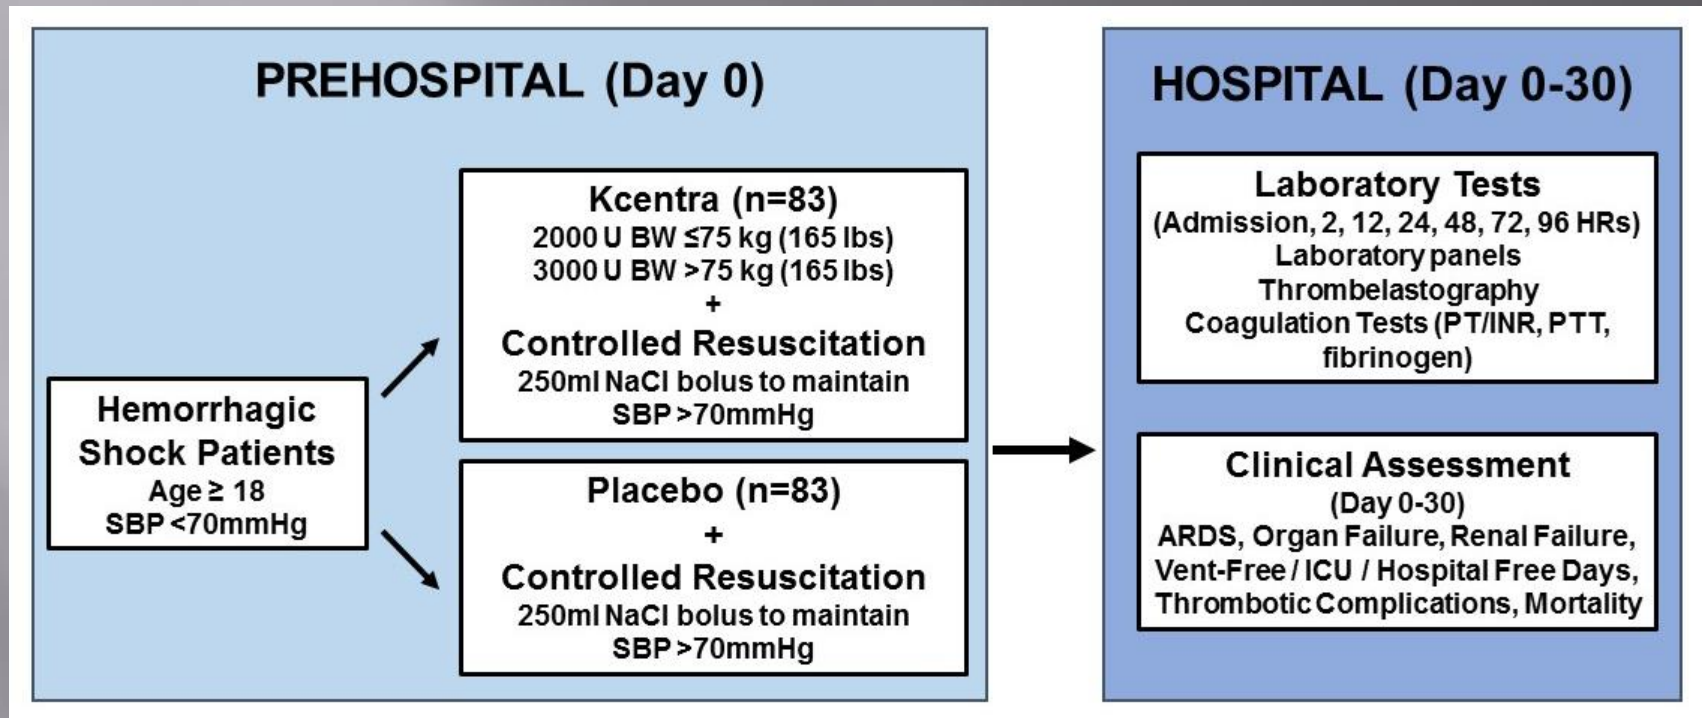 PREHOSPITAL (Day 0)
Hemorrhagic
Shock Patients
Age ≥ 18
SBP <70mmHg
Kcentra (n=83)
2000 U BW ≤75 kg (165 lbs)
3000 U BW >75 kg (165 lbs)
+
Controlled Resuscitation
250ml NaCl bolus to maintain
SBP >70mmHg
Placebo (n=83)
+
Controlled Resuscitation
250ml NaCl bolus to maintain
SBP >70mmHg
HOSPITAL (Day 0-30)
Laboratory Tests
(Admission, 2, 12, 24, 48, 72, 96 HRs)
Laboratory panels
Thrombelastography
Coagulation Tests (PT/INR, PTT,
fibrinogen)
Clinical Assessment
(Day 0-30)
ARDS, Organ Failure, Renal Failure,
Vent-Free / ICU / Hospital Free Days,
Thrombotic Complications, Mortality